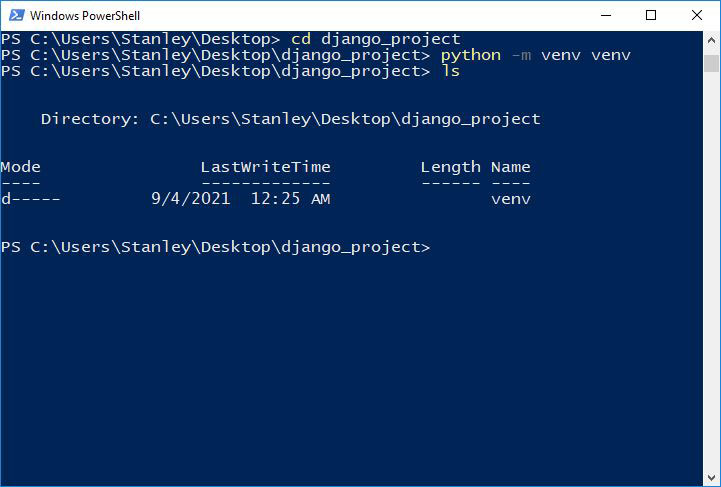 Windows PowerShell
PS C:\Users\Stanley\Desktop> cd django_project
PS C:\Users\Stanley\Desktop\django_project> python -m venv venv
PS C:\Users\Stanley\Desktop\django_project> ls
Directory: C:\Users\Stanley\Desktop\django_project
Mode                LastWriteTime         Length Name
----                -------------         ------ ----
d-----         9/4/2021  12:25 AM                venv
PS C:\Users\Stanley\Desktop\django_project>